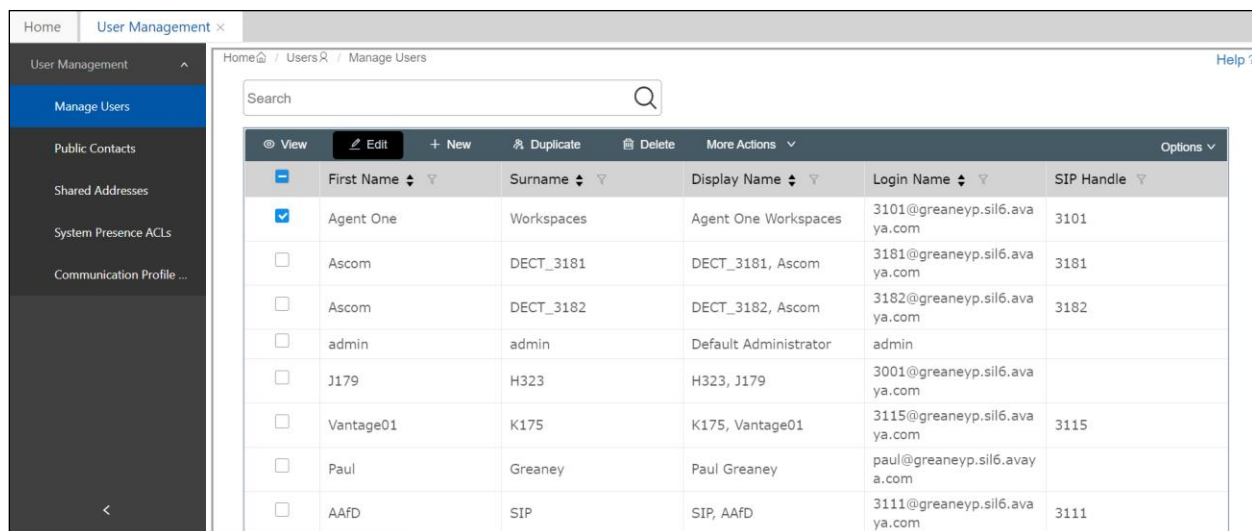 Home User Management ×
User Management
Manage Users
Public Contacts
Shared Addresses
System Presence ACLs
Communication Profile ...
Home / Users / Manage Users
Help ?
Search
View Edit + New Duplicate Delete More Actions Options
First Name Surname Display Name Login Name SIP Handle
Agent One Workspaces Agent One Workspaces 3101@greaneyp.sil6.ava
ya.com 3101
Ascom DECT_3181 DECT_3181, Ascom 3181@greaneyp.sil6.ava
ya.com 3181
Ascom DECT_3182 DECT_3182, Ascom 3182@greaneyp.sil6.ava
ya.com 3182
admin admin Default Administrator admin
J179 H323 H323, J179 3001@greaneyp.sil6.ava
ya.com
Vantage01 K175 K175, Vantage01 3115@greaneyp.sil6.ava
ya.com 3115
Paul Greaney Paul Greaney paul@greaneyp.sil6.avay
a.com
AAfD SIP SIP, AAfD 3111@greaneyp.sil6.ava
ya.com 3111